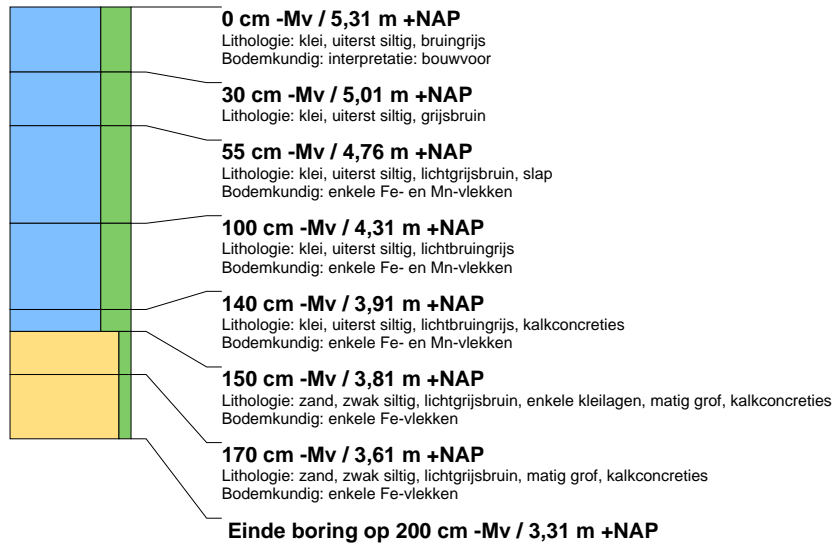 0 cm -Mv / 5,31 m +NAP
Lithologie: klei, uiterst siltig, bruingrijs
Bodemkundig: interpretatie: bouwvoor
30 cm -Mv / 5,01 m +NAP
Lithologie: klei, uiterst siltig, grijsbruin
55 cm -Mv / 4,76 m +NAP
Lithologie: klei, uiterst siltig, lichtgrijsbruin, slap
Bodemkundig: enkele Fe- en Mn-vlekken
100 cm -Mv / 4,31 m +NAP
Lithologie: klei, uiterst siltig, lichtbruingrijs
Bodemkundig: enkele Fe- en Mn-vlekken
140 cm -Mv / 3,91 m +NAP
Lithologie: klei, uiterst siltig, lichtbruingrijs, kalkconcreties
Bodemkundig: enkele Fe- en Mn-vlekken
150 cm -Mv / 3,81 m +NAP
Lithologie: zand, zwak siltig, lichtgrijsbruin, enkele kleilagen, matig grof, kalkconcreties
Bodemkundig: enkele Fe-vlekken
170 cm -Mv / 3,61 m +NAP
Lithologie: zand, zwak siltig, lichtgrijsbruin, matig grof, kalkconcreties
Bodemkundig: enkele Fe-vlekken
Einde boring op 200 cm -Mv / 3,31 m +NAP